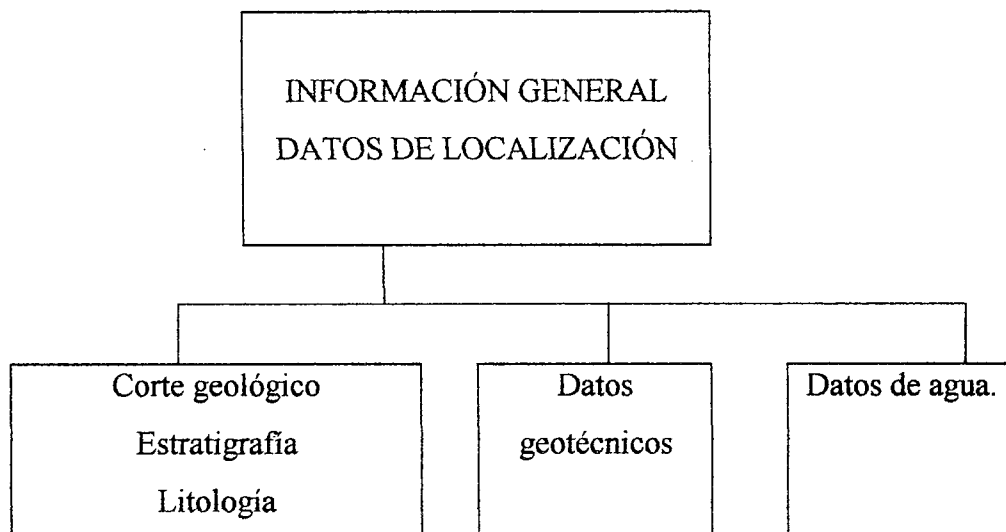 INFORMACIÓN GENERAL
DATOS DE LOCALIZACIÓN
Corte geológico
Estratigrafía
Litología
Datos
geotécnicos
Datos de agua.